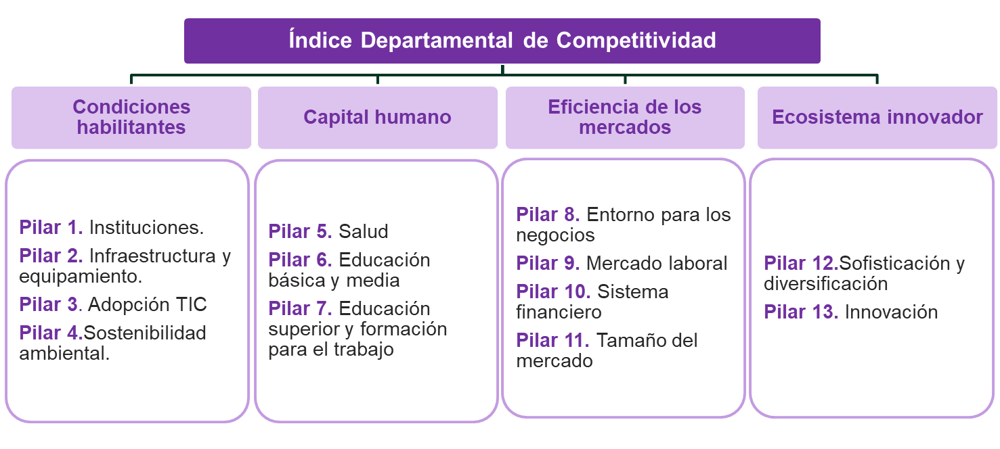 Índice Departamental de Competitividad
Condiciones
habilitantes
Pilar 1. Instituciones.
Pilar 2. Infraestructura y
equipamiento.
Pilar 3. Adopción TIC
Pilar 4.Sostenibilidad
ambiental.
Capital humano
Pilar 5. Salud
Pilar 6. Educación
básica y media
Pilar 7. Educación
superior y formación
para el trabajo
Eficiencia de los
mercados
Pilar 8. Entorno para los
negocios
Pilar 9. Mercado laboral
Pilar 10. Sistema
financiero
Pilar 11. Tamaño del
mercado
Ecosistema innovador
Pilar 12.Sofisticación y
diversificación
Pilar 13. Innovación